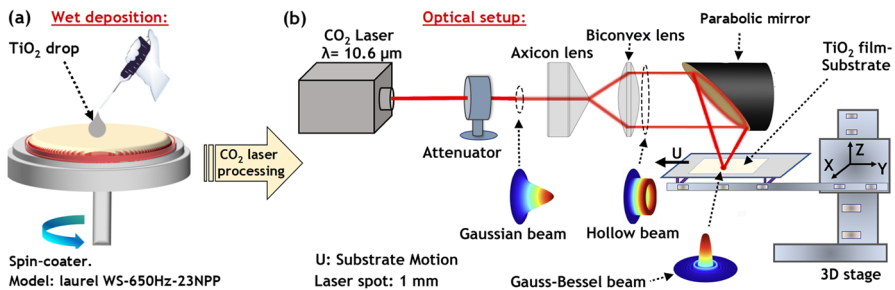 (a)
Wet deposition:
TiO2 drop
Spin-coater.
Model: laurel WS-650Hz-23NPP
CO2 laser
processing
(b)
Optical setup:
CO2 Laser
λ= 10.6 µm
Attenuator
Axicon lens
Biconvex lens
Parabolic mirror
TiO2 film-
Substrate
U
Z
X
Y
Gaussian beam
Hollow beam
U: Substrate Motion
Laser spot: 1 mm
Gauss-Bessel beam
3D stage